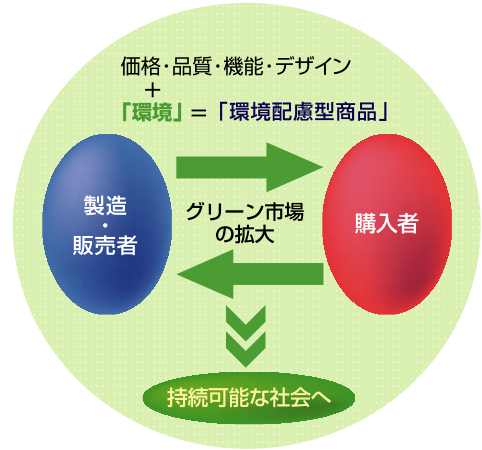 価格・品質・機能・デザイン
+
「環境」=「環境配慮型商品」
製造
・
販売者
グリーン市場
の拡大
購入者
持続可能な社会へ